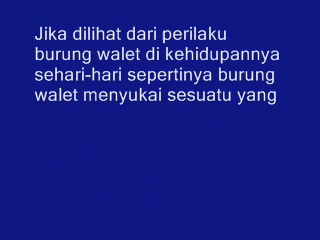 Jika dilihat dari perilaku
burung walet di kehidupannya
sehari-hari sepertinya burung
walet menyukai sesuatu yang